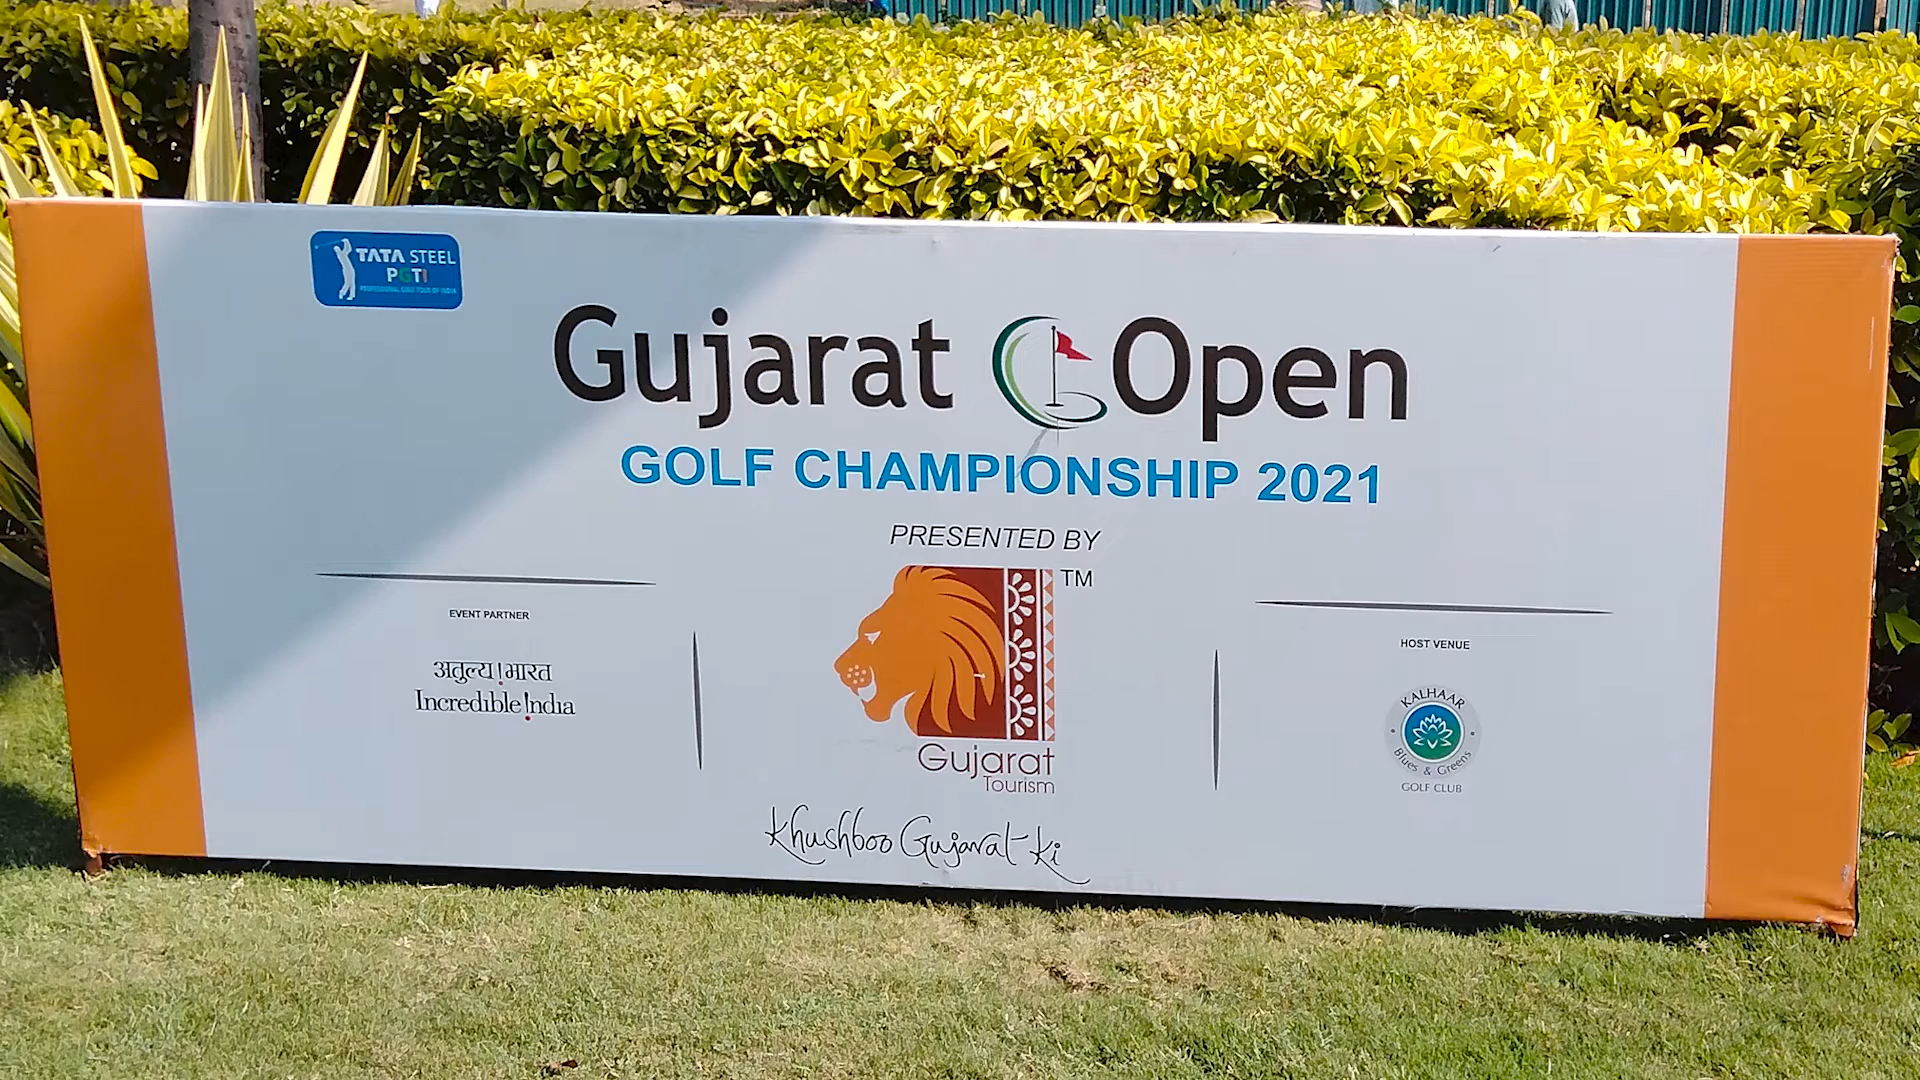 TATA STEEL
PGTI
PROFESSIONAL GOLF TOUR OF INDIA
Gujarat Open
GOLF CHAMPIONSHIP 2021
PRESENTED BY
TM
Gujarat
Tourism
Khushboo Gujarat Ki
EVENT PARTNER
अतुल्य!भारत
Incredible!ndia
HOST VENUE
KALHAAR
Blues & Greens
GOLF CLUB